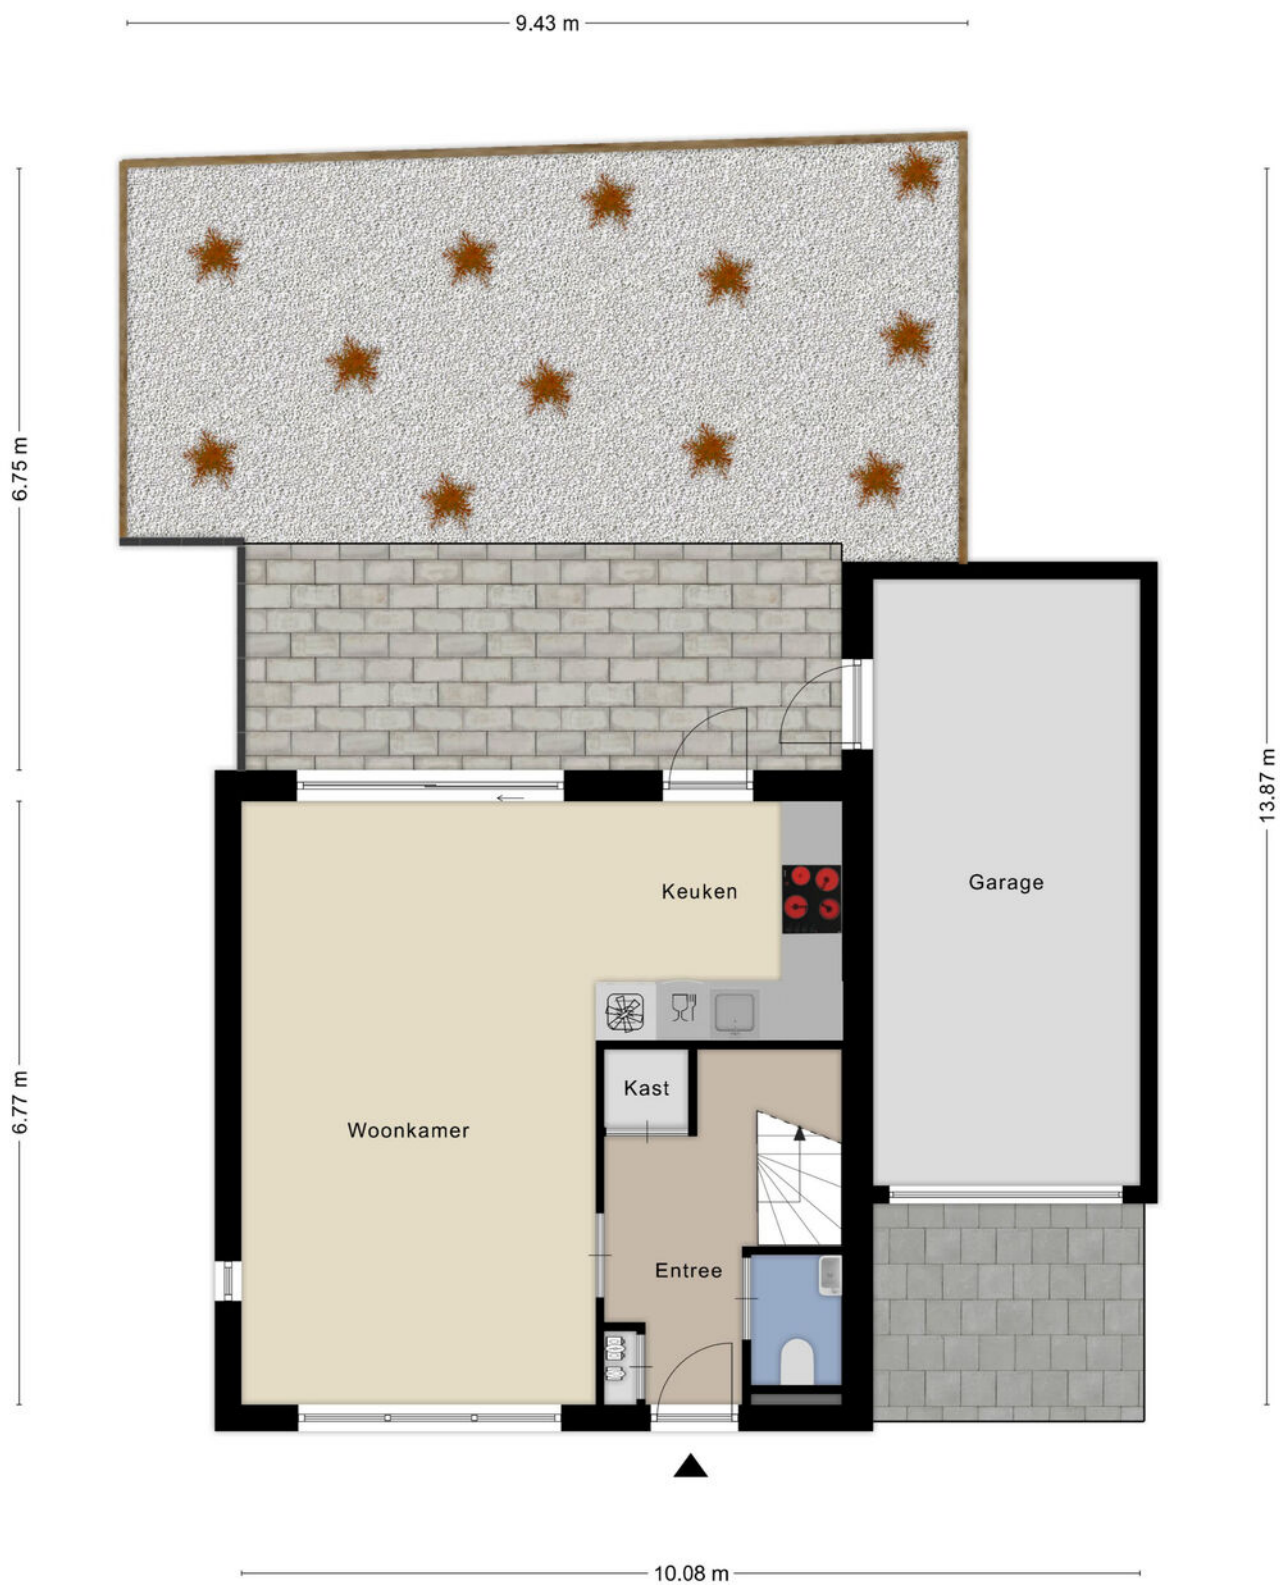 9.43 m
6.75 m
13.87 m
Keuken
Garage
Kast
6.77 m
Woonkamer
Entree
10.08 m